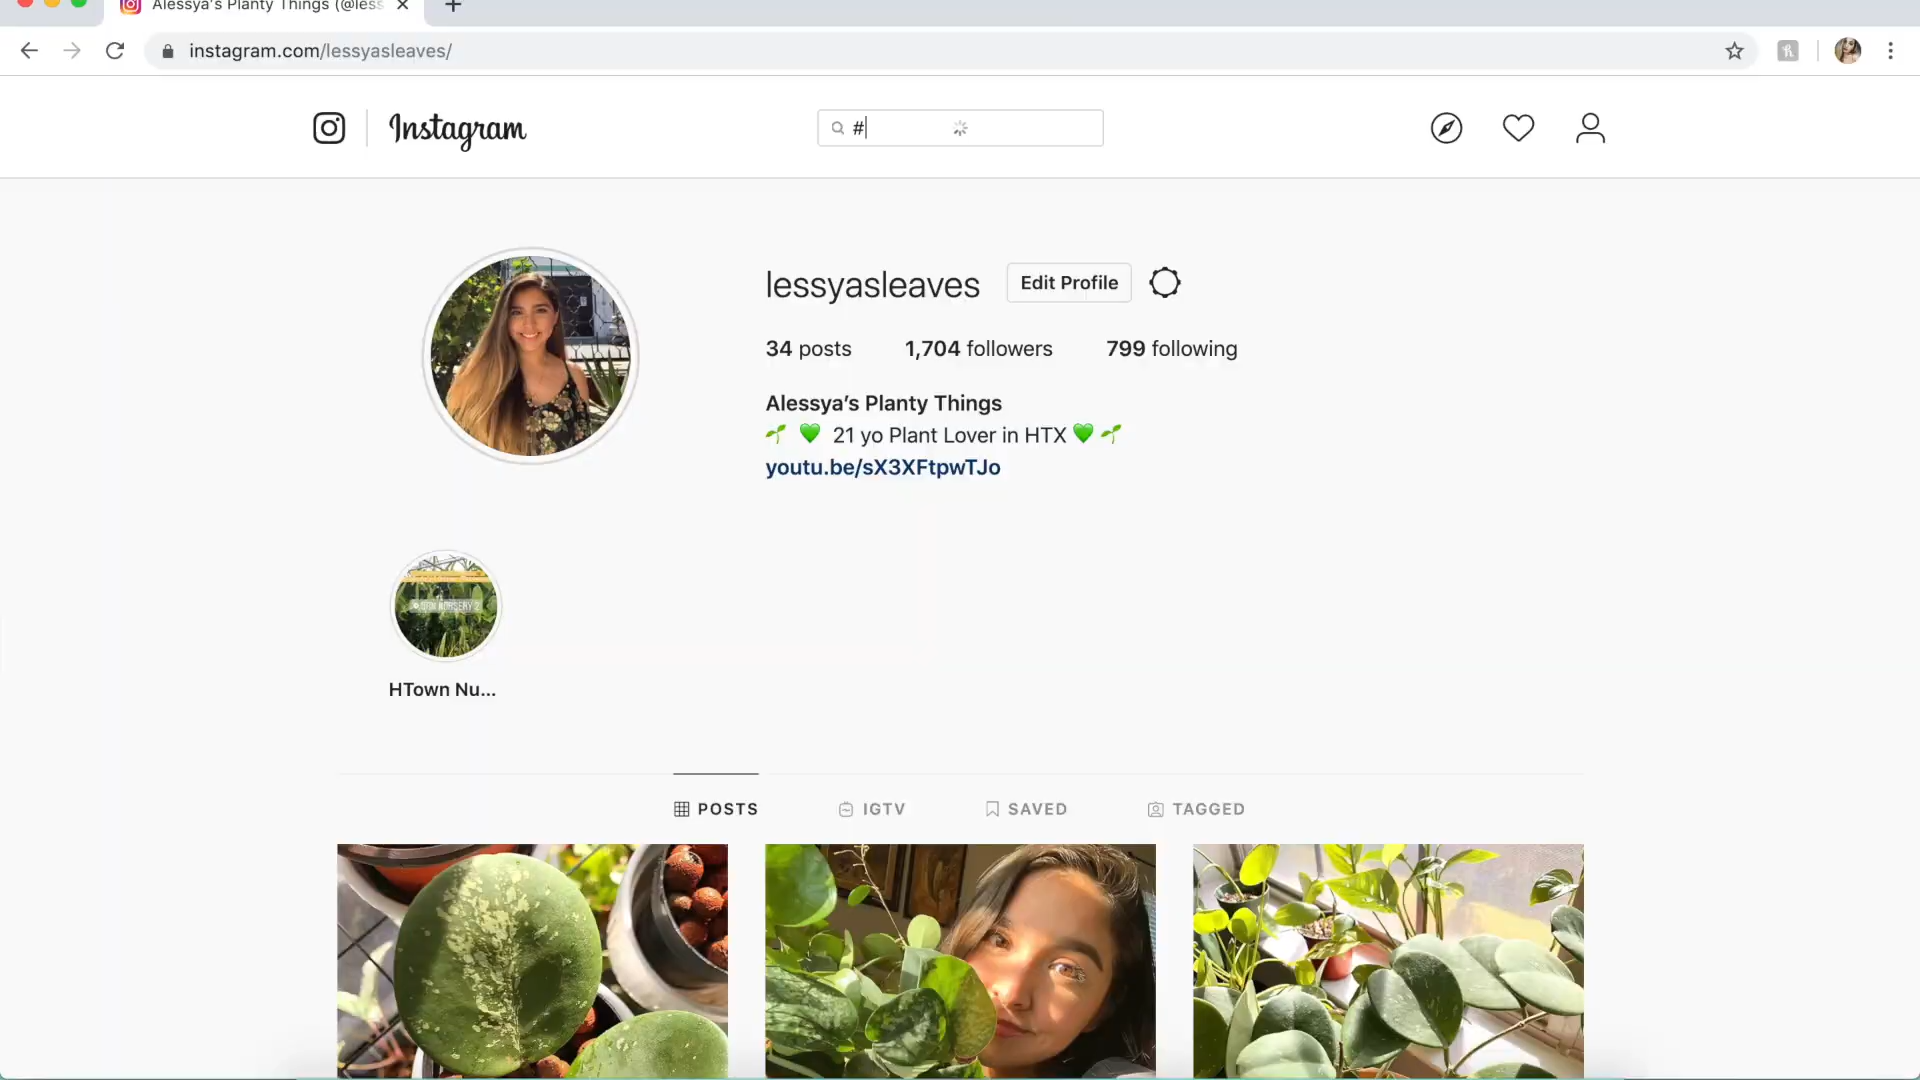 Alessya's Planty Things (@less
instagram.com/lessyasleaves/
Instagram
#
lessyasleaves
Edit Profile
34 posts 1,704 followers 799 following
Alessya’s Planty Things
🌱 💚 21 yo Plant Lover in HTX 💚 🌱
youtu.be/sX3XFtpwTJo
HTown Nu...
POSTS IGTV SAVED TAGGED